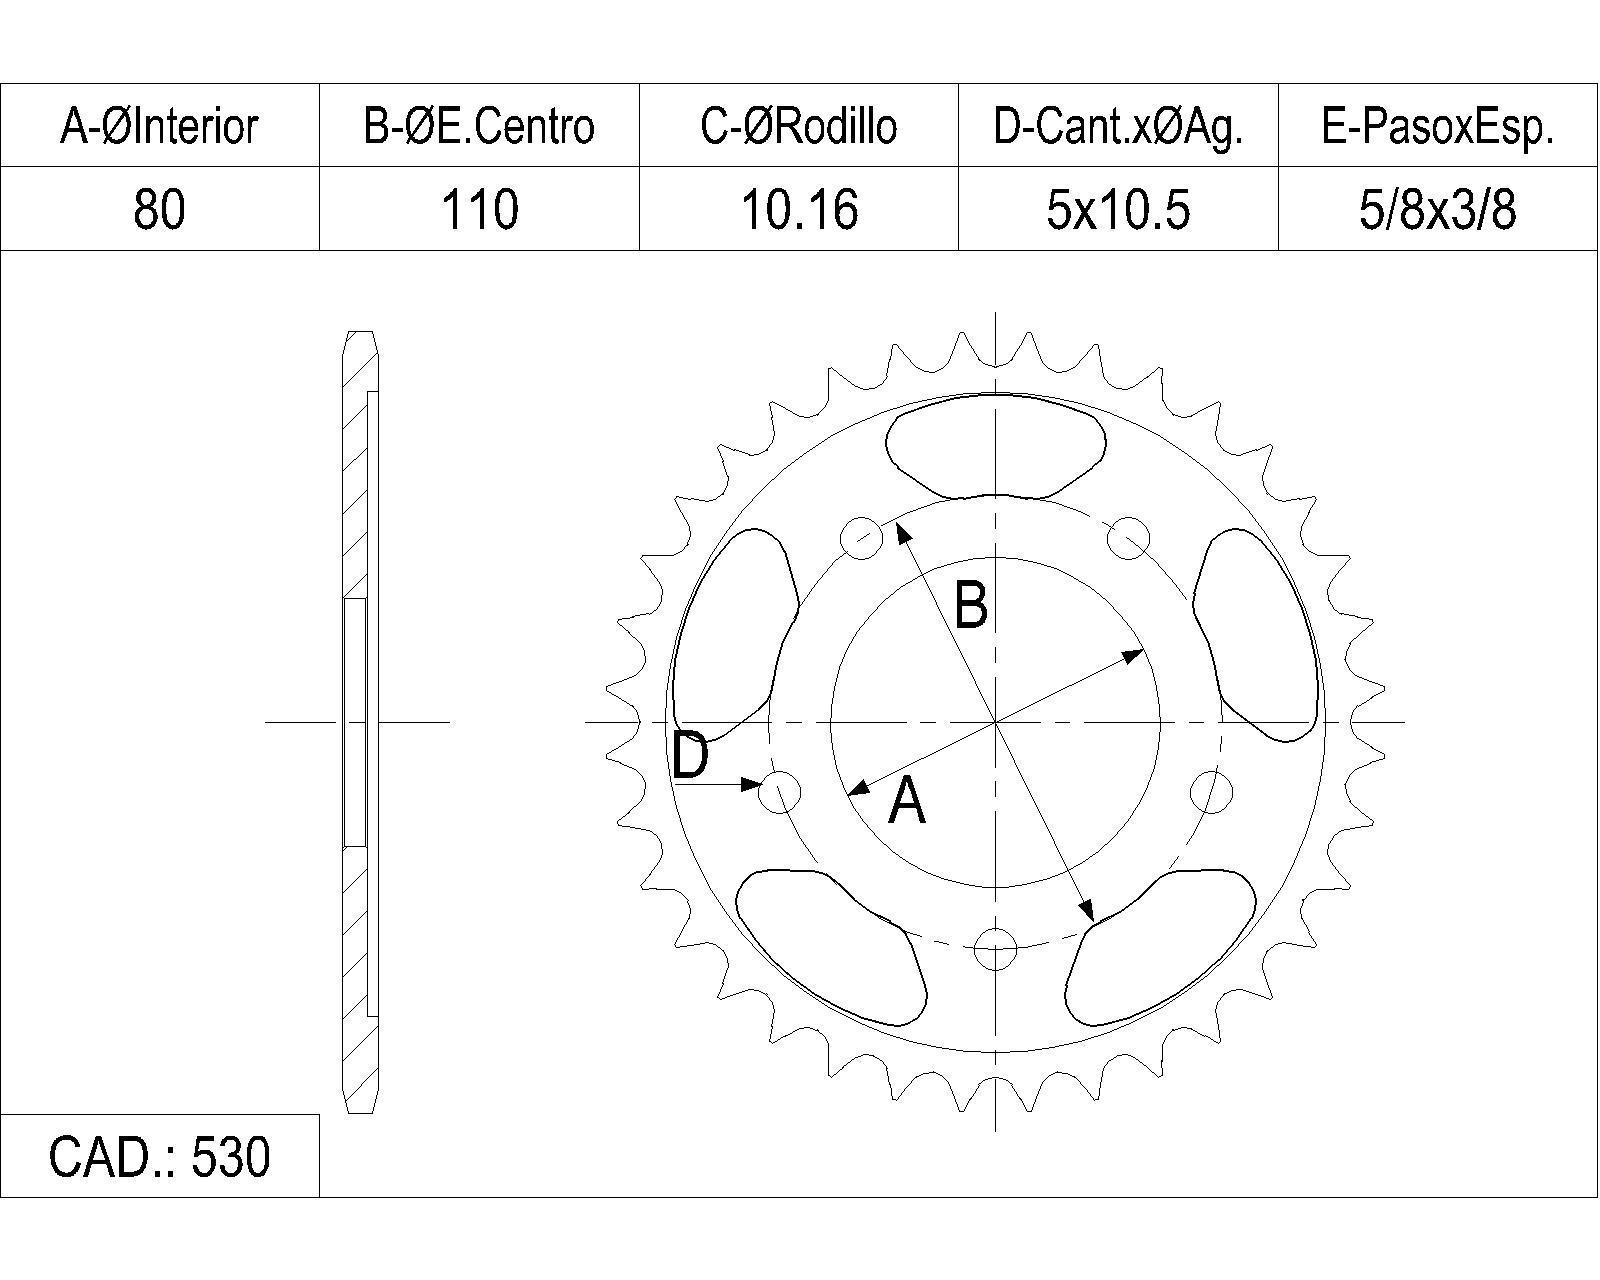 A-ØInterior B-ØE.Centro C-ØRodillo D-Cant.xØAg. E-PasoxEsp.
80 110 10.16 5x10.5 5/8x3/8
B
D
A
CAD.: 530